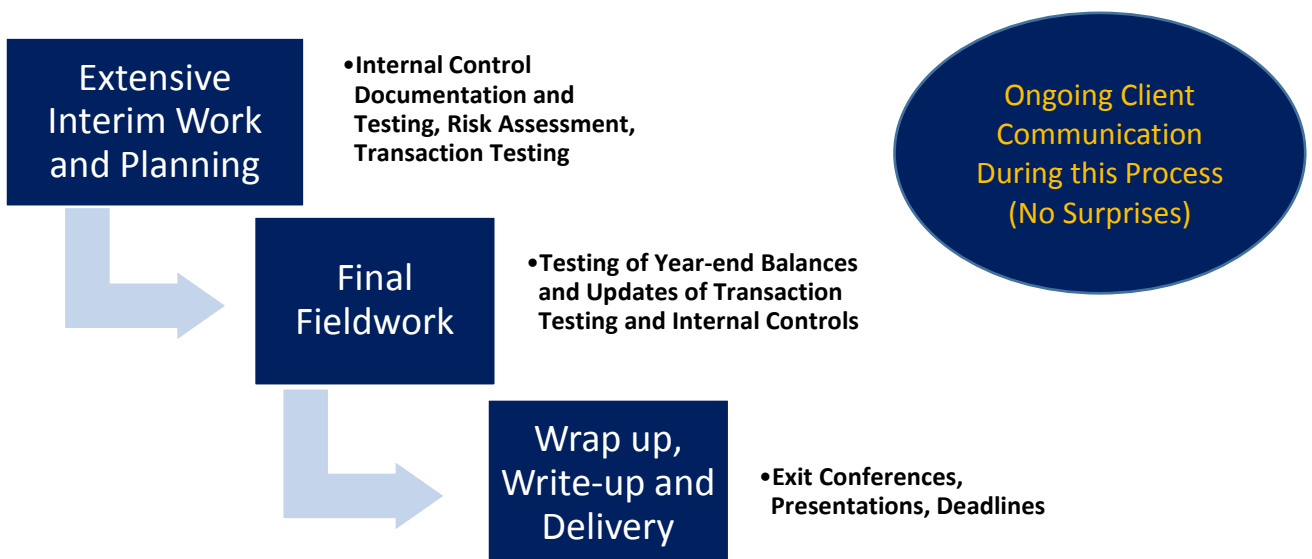 Extensive
Interim Work
and Planning
•Internal Control
Documentation and
Testing, Risk Assessment,
Transaction Testing
Ongoing Client
Communication
During this Process
(No Surprises)
Final
Fieldwork
•Testing of Year-end Balances
and Updates of Transaction
Testing and Internal Controls
Wrap up,
Write-up and
Delivery
•Exit Conferences,
Presentations, Deadlines